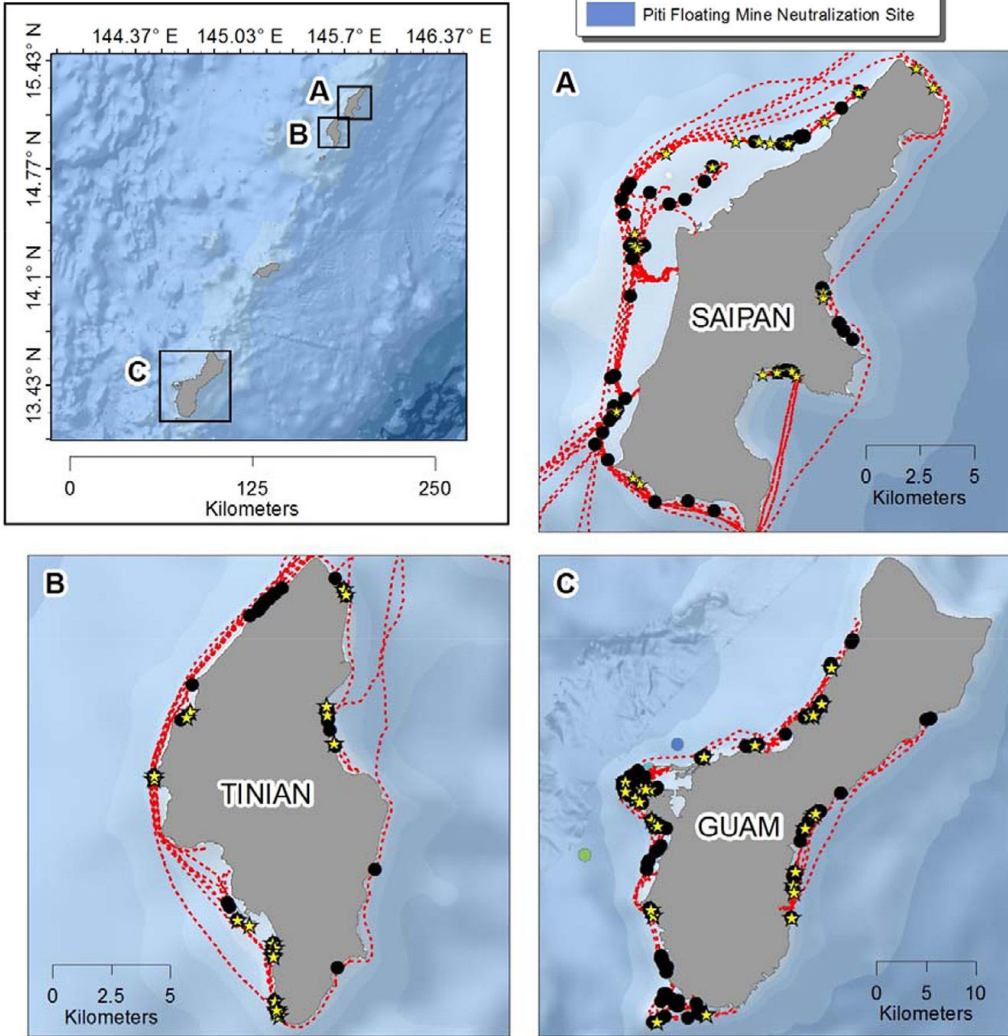 Piti Floating Mine Neutralization Site
144.37° E 145.03° E 145.7° E 146.37° E
15.43° N
14.77° N
14.1° N
13.43° N
A
B
C
0 125 250
Kilometers
A
SAIPAN
0 2.5 5
Kilometers
B
TINIAN
0 2.5 5
Kilometers
C
GUAM
0 5 10
Kilometers